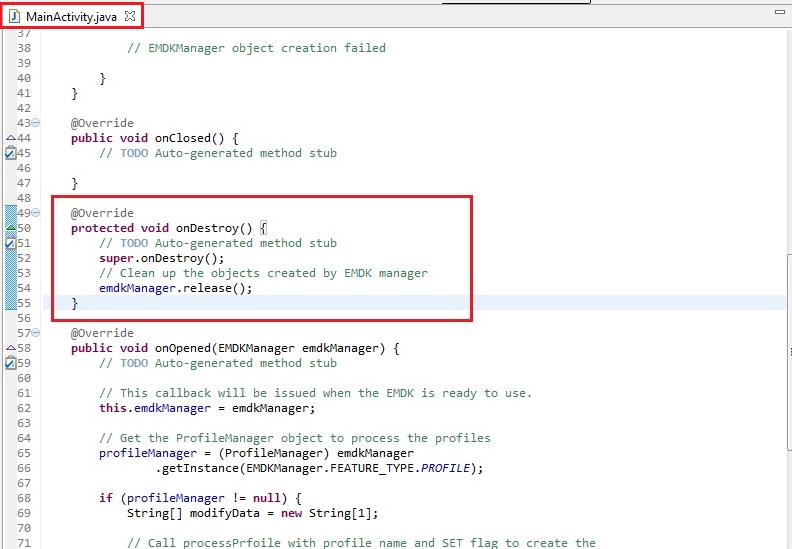 MainActivity.java
37
38 // EMDKManager object creation failed
39
40 }
41 }
42
43 @Override
44 public void onClosed() {
45 // TODO Auto-generated method stub
46
47 }
48
49 @Override
50 protected void onDestroy() {
51 // TODO Auto-generated method stub
52 super.onDestroy();
53 // Clean up the objects created by EMDK manager
54 emdkManager.release();
55 }
56
57 @Override
58 public void onOpened(EMDKManager emdkManager) {
59 // TODO Auto-generated method stub
60
61 // This callback will be issued when the EMDK is ready to use.
62 this.emdkManager = emdkManager;
63
64 // Get the ProfileManager object to process the profiles
65 profileManager = (ProfileManager) emdkManager
66 .getInstance(EMDKManager.FEATURE_TYPE.PROFILE);
67
68 if (profileManager != null) {
69 String[] modifyData = new String[1];
70
71 // Call processPrfoile with profile name and SET flag to create the